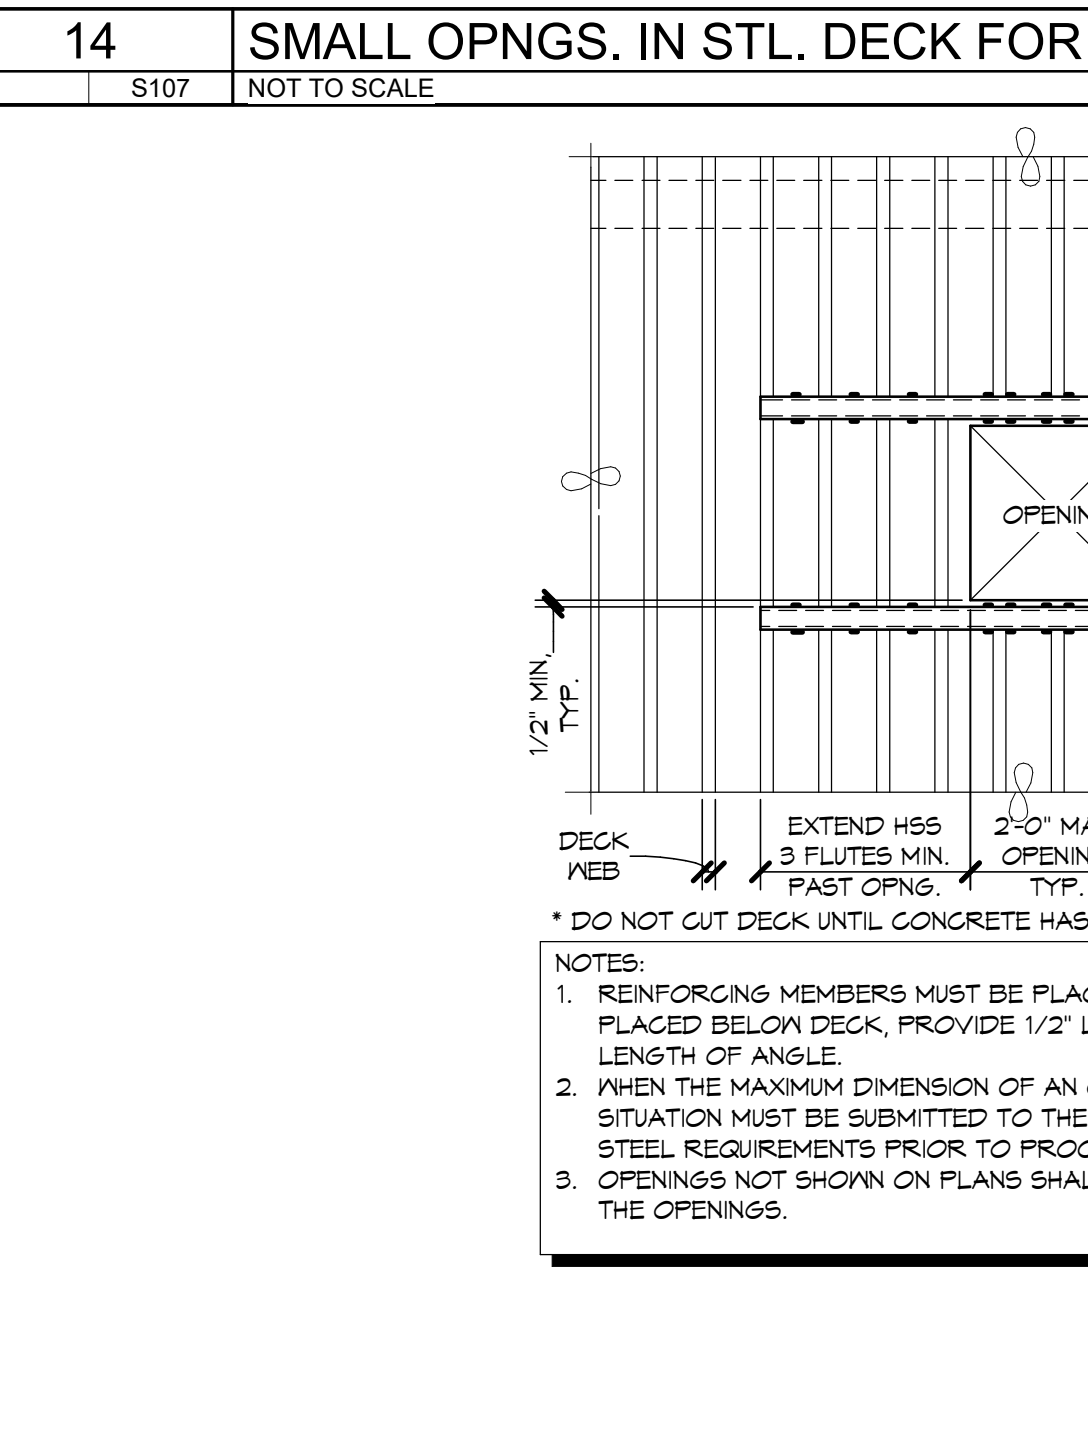 14
SMALL OPNGS. IN STL. DECK FOR
S107
NOT TO SCALE
OPENIN
1/2" MIN,
TYP.
DECK
WEB
EXTEND HSS
3 FLUTES MIN.
PAST OPNG.
2'-0" MA
OPENIN
TYP.
* DO NOT CUT DECK UNTIL CONCRETE HAS
NOTES:
1. REINFORCING MEMBERS MUST BE PLAC
PLACED BELOW DECK, PROVIDE 1/2" L
LENGTH OF ANGLE.
2. WHEN THE MAXIMUM DIMENSION OF AN
SITUATION MUST BE SUBMITTED TO THE
STEEL REQUIREMENTS PRIOR TO PROC
3. OPENINGS NOT SHOWN ON PLANS SHAL
THE OPENINGS.